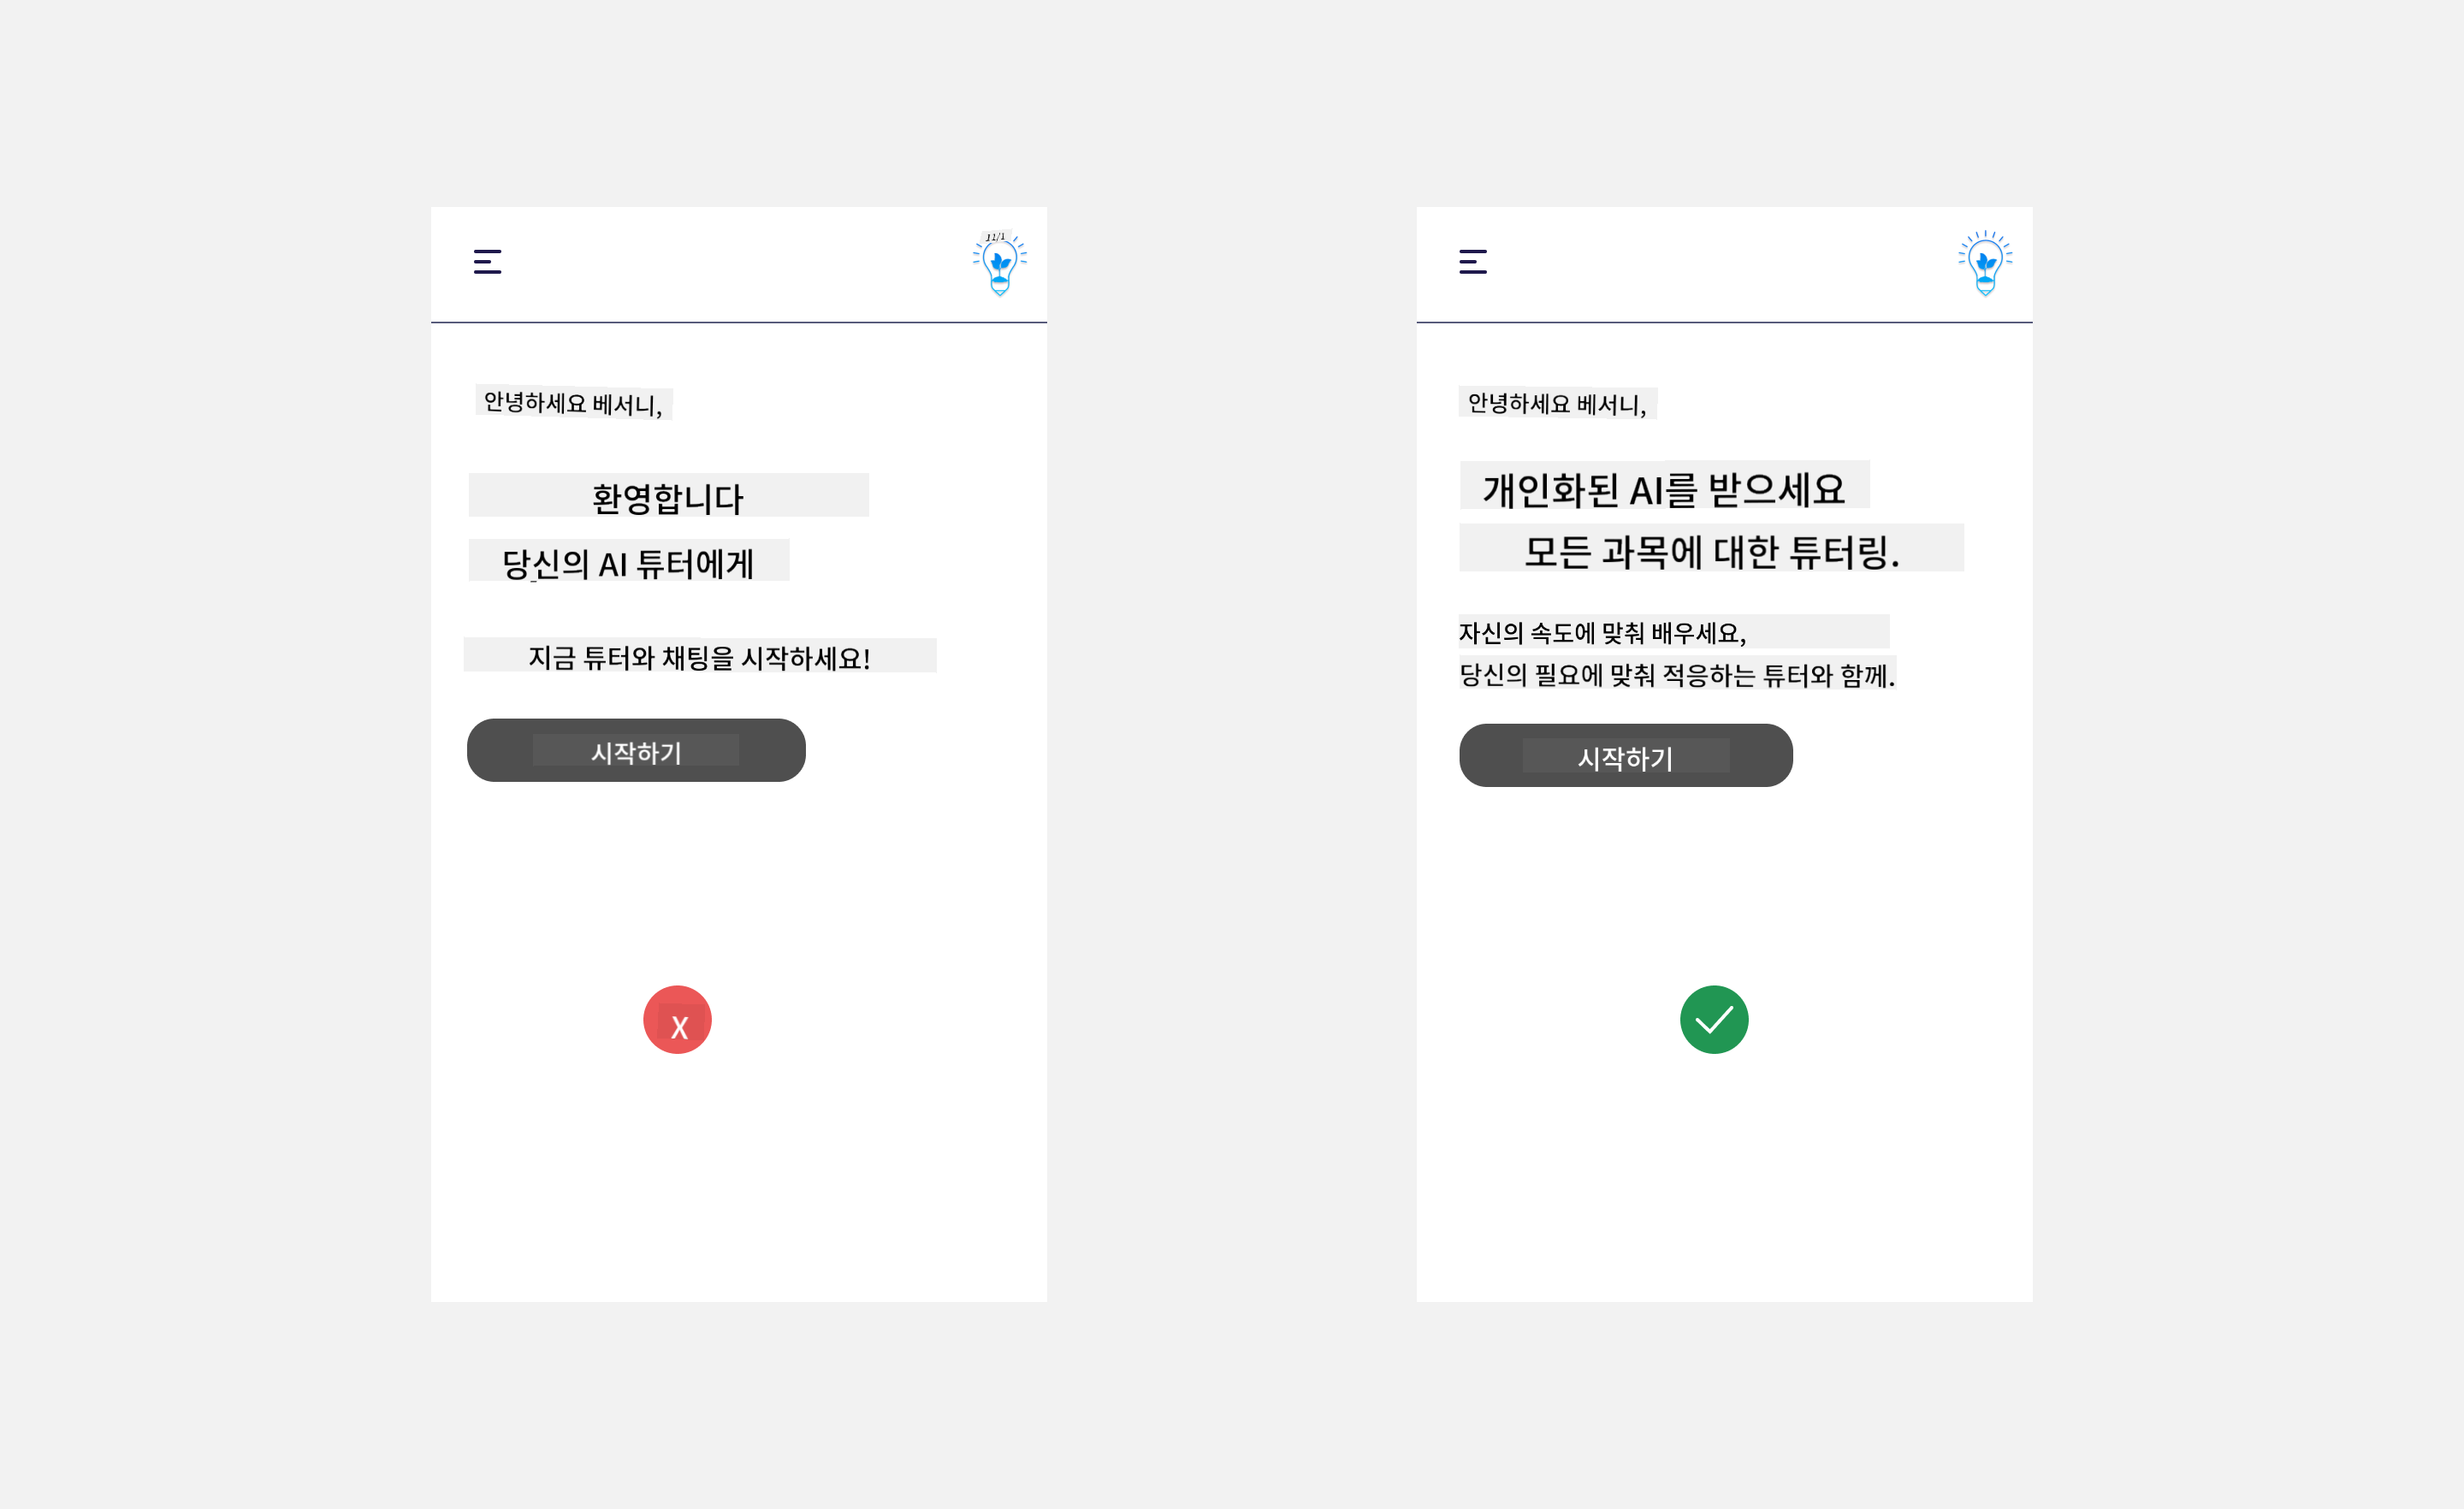 11/1
안녕하세요 베서니,
환영합니다
당신의 AI 튜터에게
지금 튜터와 채팅을 시작하세요!
시작하기
X
안녕하세요 베서니,
개인화된 AI를 받으세요
모든 과목에 대한 튜터링.
자신의 속도에 맞춰 배우세요,
당신의 필요에 맞춰 적응하는 튜터와 함께.
시작하기